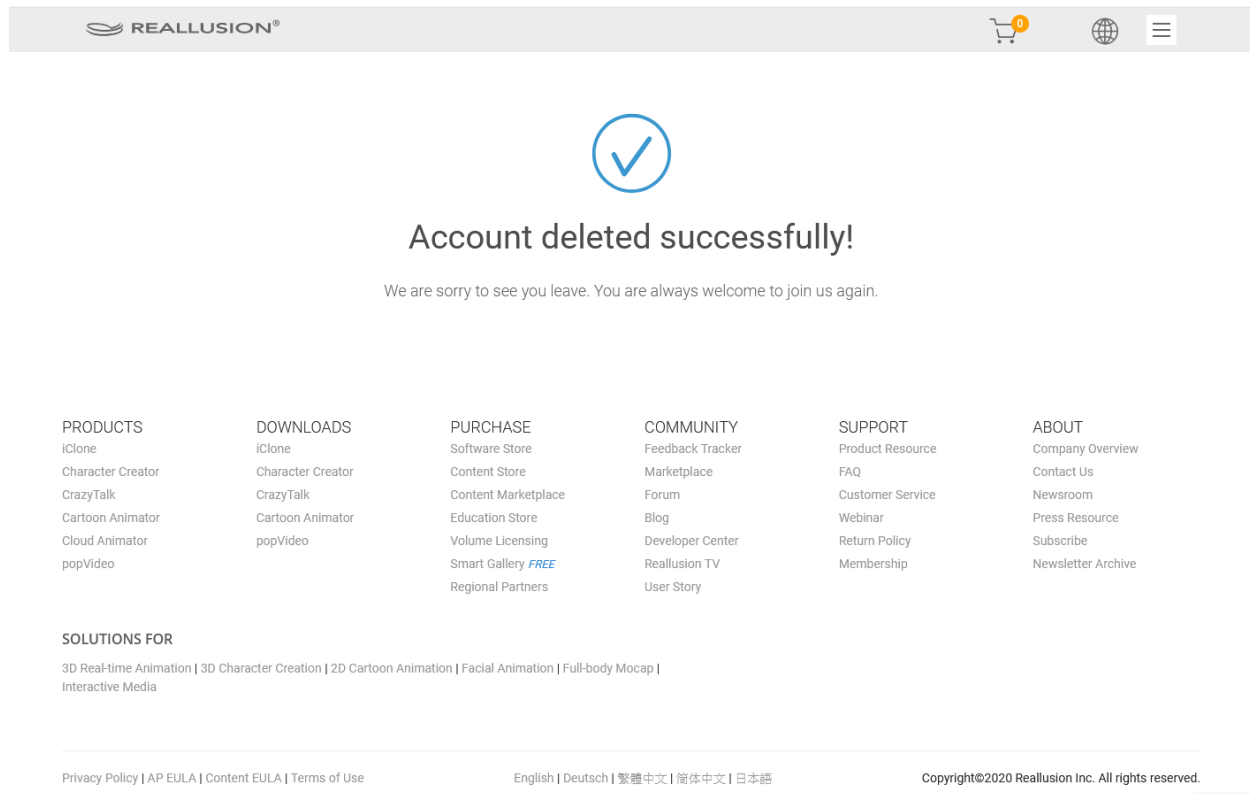 REALLUSION®
0
Account deleted successfully!
We are sorry to see you leave. You are always welcome to join us again.
PRODUCTS
iClone
Character Creator
CrazyTalk
Cartoon Animator
Cloud Animator
popVideo
DOWNLOADS
iClone
Character Creator
CrazyTalk
Cartoon Animator
popVideo
PURCHASE
Software Store
Content Store
Content Marketplace
Education Store
Volume Licensing
Smart Gallery FREE
Regional Partners
COMMUNITY
Feedback Tracker
Marketplace
Forum
Blog
Developer Center
Reallusion TV
User Story
SUPPORT
Product Resource
FAQ
Customer Service
Webinar
Return Policy
Membership
ABOUT
Company Overview
Contact Us
Newsroom
Press Resource
Subscribe
Newsletter Archive
SOLUTIONS FOR
3D Real-time Animation | 3D Character Creation | 2D Cartoon Animation | Facial Animation | Full-body Mocap |
Interactive Media
Privacy Policy | AP EULA | Content EULA | Terms of Use
English | Deutsch | 繁體中文 | 简体中文 | 日本語
Copyright©2020 Reallusion Inc. All rights reserved.